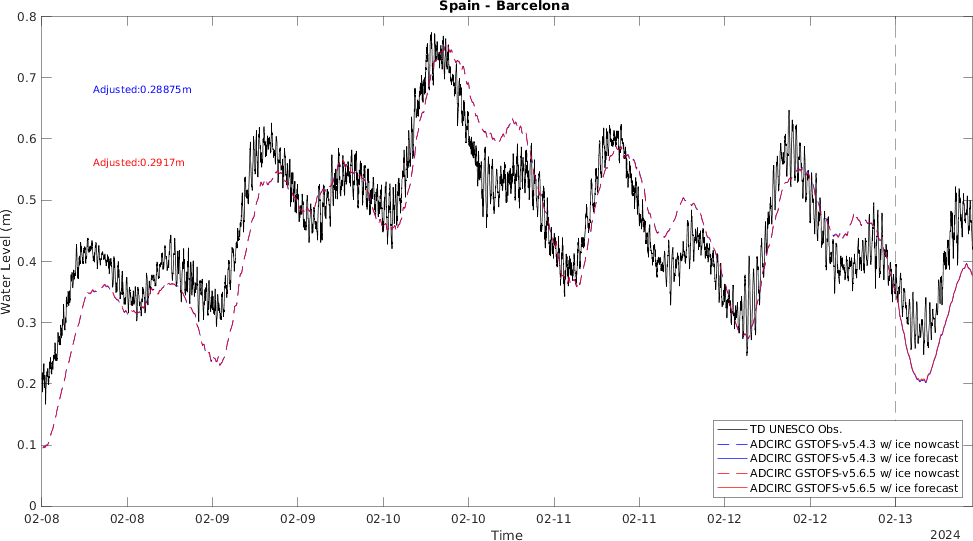 Spain - Barcelona
0.8
0.7
0.6
0.5
0.4
0.3
0.2
0.1
0
Water Level (m)
Adjusted:0.28875m
Adjusted:0.2917m
TD UNESCO Obs.
ADCIRC GSTOFS-v5.4.3 w/ ice nowcast
ADCIRC GSTOFS-v5.4.3 w/ ice forecast
ADCIRC GSTOFS-v5.6.5 w/ ice nowcast
ADCIRC GSTOFS-v5.6.5 w/ ice forecast
02-08 02-08 02-09 02-09 02-10 02-10 02-11 02-11 02-12 02-12 02-13
Time
2024